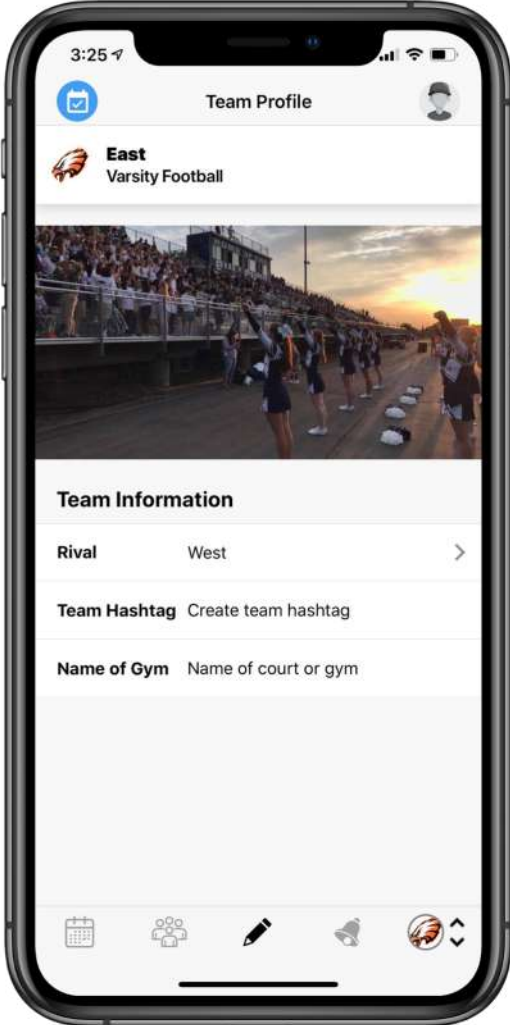 3:25
Team Profile
East
Varsity Football
Team Information
Rival West
Team Hashtag Create team hashtag
Name of Gym Name of court or gym